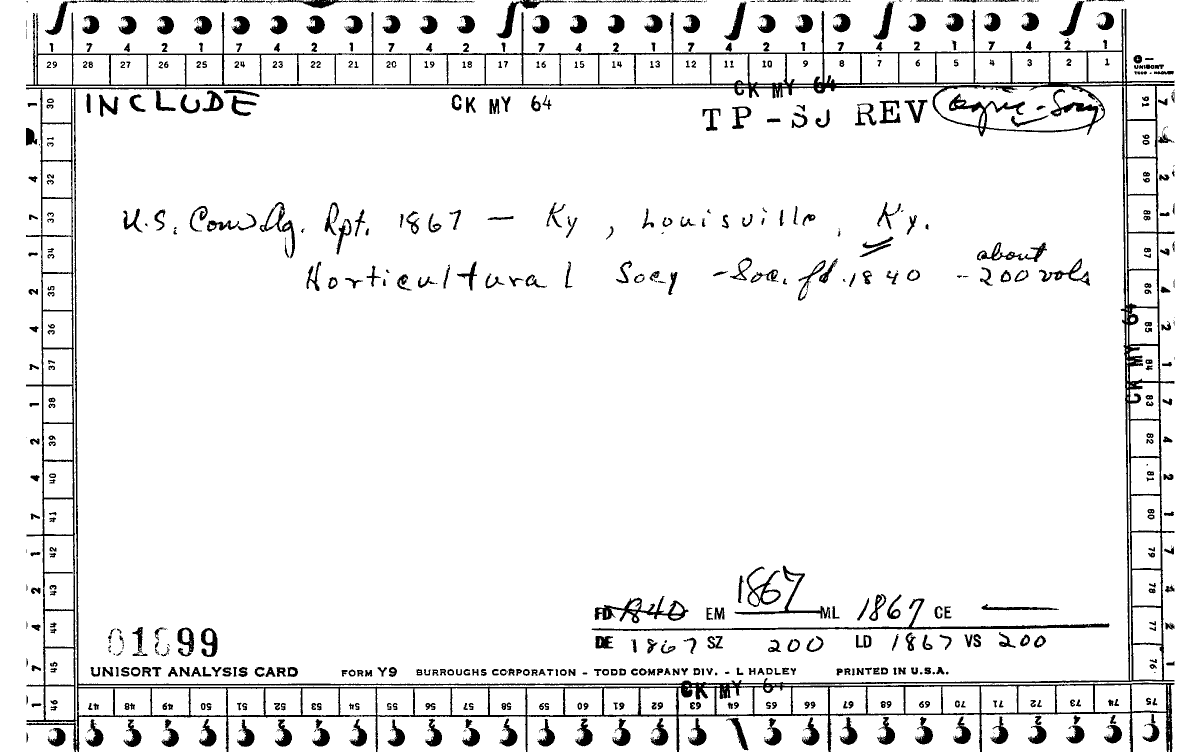 1 7 4 2 1 7 4 2 1 7 4 2 1 7 4 2 1 7 4 2 1 7 4 2 1 7 4 2 1
29 28 27 26 25 24 23 22 21 20 19 18 17 16 15 14 13 12 11 10 9 8 7 6 5 4 3 2 1
UNISORT
TODD - HADLEY
CK MY 64
INCLUDE CK MY 64
TP-SJ REV Agric-Socy
U.S. Com Ag. Rpt. 1867 — Ky, Louisville, Ky.
about
Horticultural Socy - Soc. fd. 1840 - 200 vols
30 31 32 33 34 35 36 37 38 39 40 41 42 43 44 45 46
91 90 89 88 87 86 85 84 83 82 81 80 79 78 77 76 75
CK MY 64
1867
FD 1840 EM ML 1867 CE —
DE 1867 SZ 200 LD 1867 VS 200
01899
UNISORT ANALYSIS CARD FORM Y9 BURROUGHS CORPORATION - TODD COMPANY DIV. - L HADLEY PRINTED IN U.S.A.
CK MY 64
47 48 49 50 51 52 53 54 55 56 57 58 59 60 61 62 63 64 65 66 67 68 69 70 71 72 73 74 75